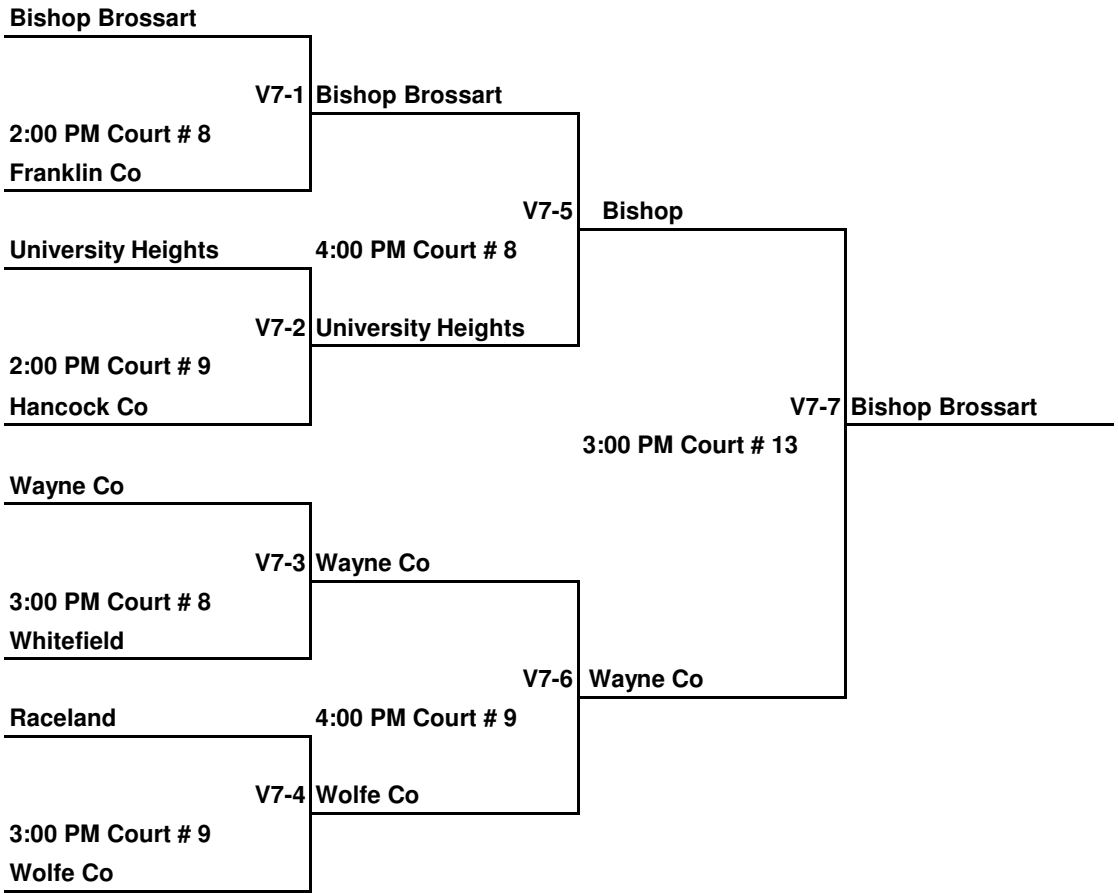 Bishop Brossart
V7-1 Bishop Brossart
2:00 PM Court # 8
Franklin Co
V7-5 Bishop
University Heights
4:00 PM Court # 8
V7-2 University Heights
2:00 PM Court # 9
Hancock Co
V7-7 Bishop Brossart
3:00 PM Court # 13
Wayne Co
V7-3 Wayne Co
3:00 PM Court # 8
Whitefield
V7-6 Wayne Co
Raceland
4:00 PM Court # 9
V7-4 Wolfe Co
3:00 PM Court # 9
Wolfe Co